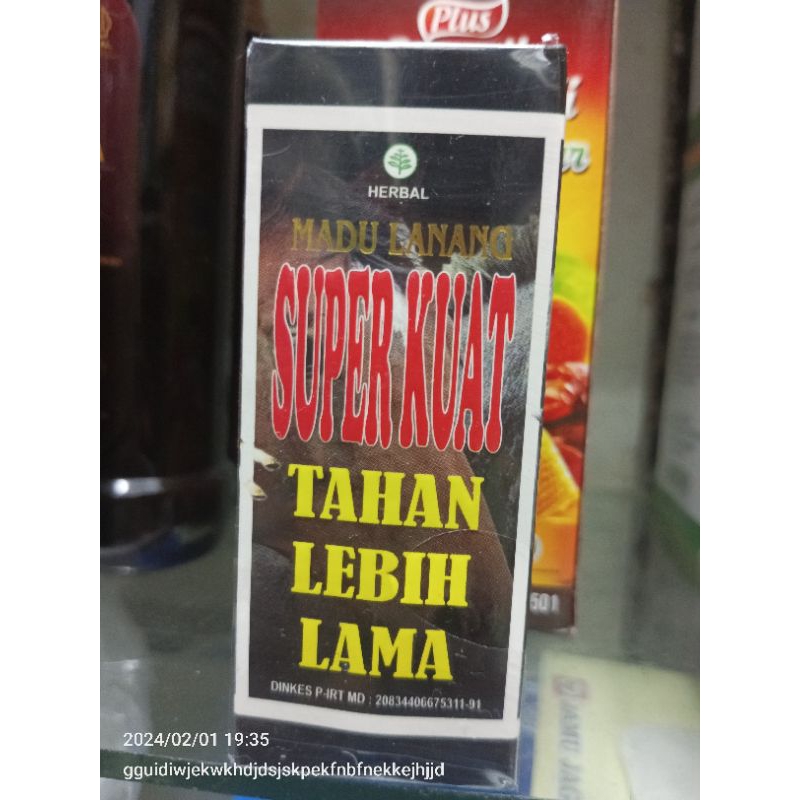 Plus
HERBAL
MADU LANANG
SUPER KUAT
TAHAN
LEBIH
LAMA
DINKES P-IRT MD : 20834406675311-91
2024/02/01 19:35
gguidiwjekwkhdjdsjskpekfnbfnekkejhjjd